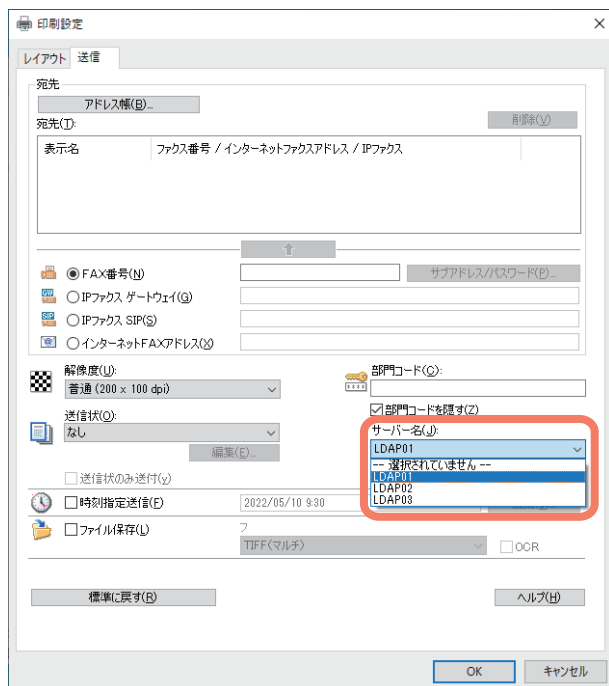 印刷設定
レイアウト 送信
宛先
アドレス帳(B)...
宛先(T):
削除(V)
表示名 ファクス番号 / インターネットファクスアドレス / IPファクス
FAX番号(N)
サブアドレス/パスワード(P)...
IPファクス ゲートウェイ(G)
IPファクス SIP(S)
インターネットFAXアドレス(X)
解像度(U):
普通 (200 x 100 dpi)
部門コード(C):
部門コードを隠す(Z)
送信状(O):
なし
編集(E)...
サーバー名(J):
LDAP01
-- 選択されていません --
LDAP01
LDAP02
LDAP03
送信状のみ送付(y)
時刻指定送信(F) 2022/05/10 9:30
ファイル保存(L)
フ
TIFF(マルチ)
OCR
標準に戻す(R)
ヘルプ(H)
OK キャンセル